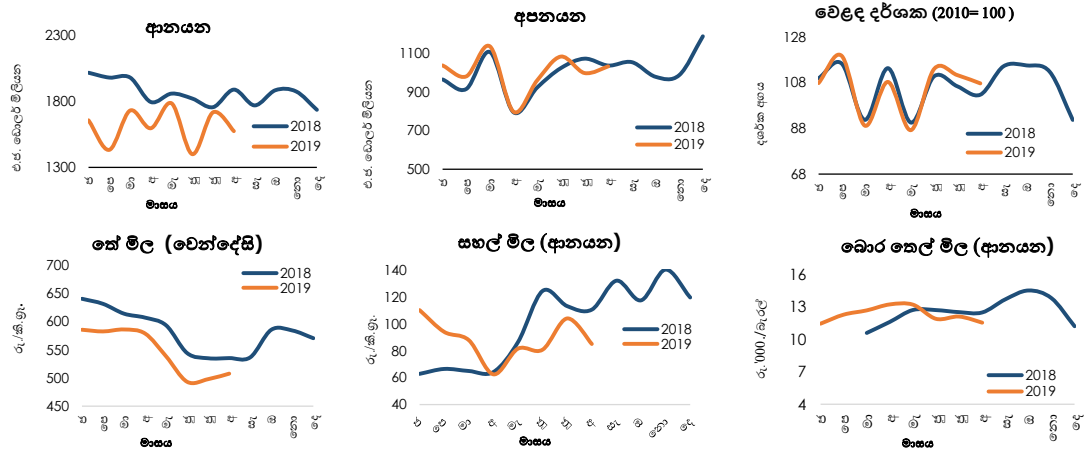 ආනයන
එ.ජ. ඩොලර් මිලියන
2300
1800
1300
2018
2019
ජ පෙ මා අ මැ ජූ ජූ අ සැ ඔ නො දෙ
මාසය
අපනයන
එ.ජ. ඩොලර් මිලියන
1100
900
700
500
2018
2019
ජ පෙ මා අ මැ ජූ ජූ අ සැ ඔ නො දෙ
මාසය
වෙළඳ දර්ශක (2010=100)
දර්ශක අගය
128
108
88
68
2018
2019
ජ පෙ මා අ මැ ජූ ජූ අ සැ ඔ නො දෙ
මාසය
තේ මිල (වෙන්දේසි)
රු./කි.ග්‍රෑ.
700
650
600
550
500
450
2018
2019
ජ පෙ මා අ මැ ජූ ජූ අ සැ ඔ නො දෙ
මාසය
සහල් මිල (ආනයන)
රු./කි.ග්‍රෑ.
140
120
100
80
60
40
2018
2019
ජ පෙ මා අ මැ ජූ ජූ අ සැ ඔ නො දෙ
මාසය
බොර තෙල් මිල (ආනයන)
රු.'000./බැරල්
16
13
10
7
4
2018
2019
ජ පෙ මා අ මැ ජූ ජූ අ සැ ඔ නො දෙ
මාසය